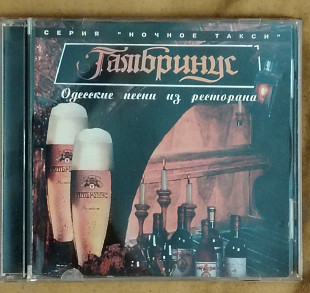 СЕРИЯ "НОЧНОЕ ТАКСИ"
Гамбринус
Одесские песни из ресторана